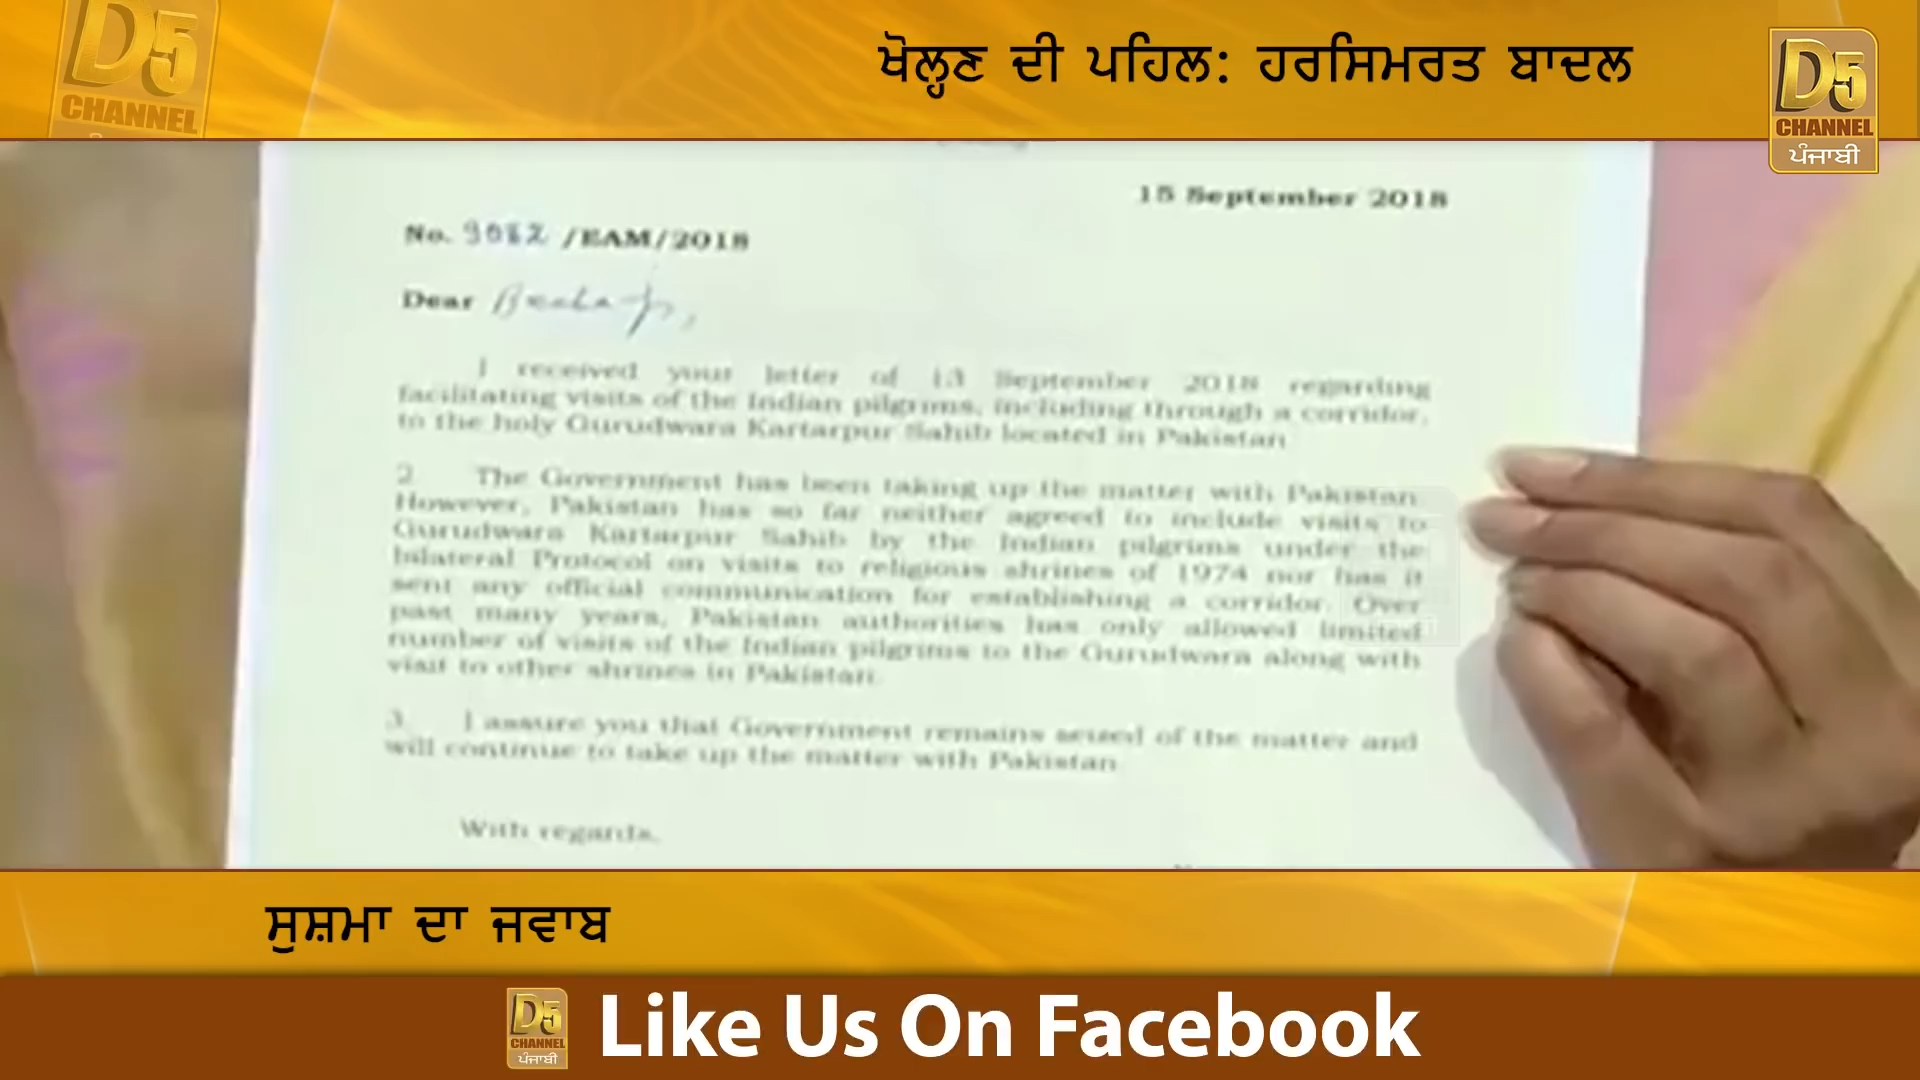 D5
CHANNEL
ਖੋਲ੍ਹਣ ਦੀ ਪਹਿਲ: ਹਰਸਿਮਰਤ ਬਾਦਲ
D5
CHANNEL
ਪੰਜਾਬੀ
15 September 2018
No. /EAM/2018
Dear
I received your letter of 13 September 2018 regarding
facilitating visits of the Indian pilgrims, including through a corridor,
to the holy Gurudwara Kartarpur Sahib located in Pakistan
2. The Government has been taking up the matter with Pakistan.
However, Pakistan has so far neither agreed to include visits to
Gurudwara Kartarpur Sahib by the Indian pilgrims under the
bilateral Protocol on visits to religious shrines of 1974 nor has it
sent any official communication for establishing a corridor. Over
past many years, Pakistan authorities has only allowed limited
number of visits of the Indian pilgrims to the Gurudwara along with
visit to other shrines in Pakistan.
3. I assure you that Government remains seized of the matter and
will continue to take up the matter with Pakistan.
With regards,
ਸੁਸ਼ਮਾ ਦਾ ਜਵਾਬ
D5
CHANNEL
ਪੰਜਾਬੀ
Like Us On Facebook